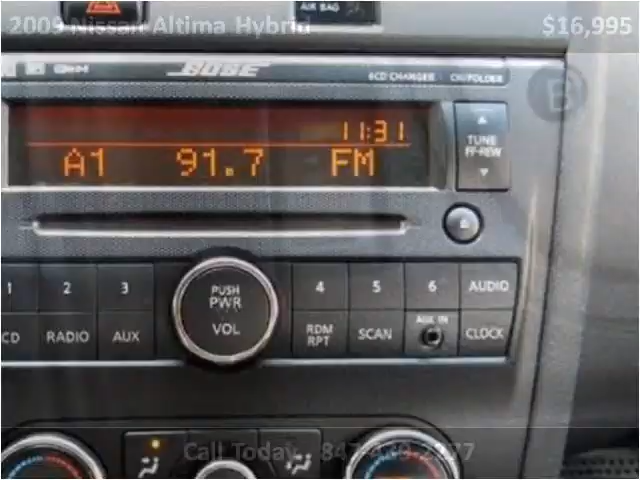 AIR BAG
2009 Nissan Altima Hybrid $16,995
BOSE 6CD CHANGER
B
11:31
A1 91.7 FM
TUNE
FF-REW
1 2 3 4 5 6 AUDIO
PUSH
PWR
VOL
CD RADIO AUX RDM SCAN AUX IN CLOCK
RPT
Call Today